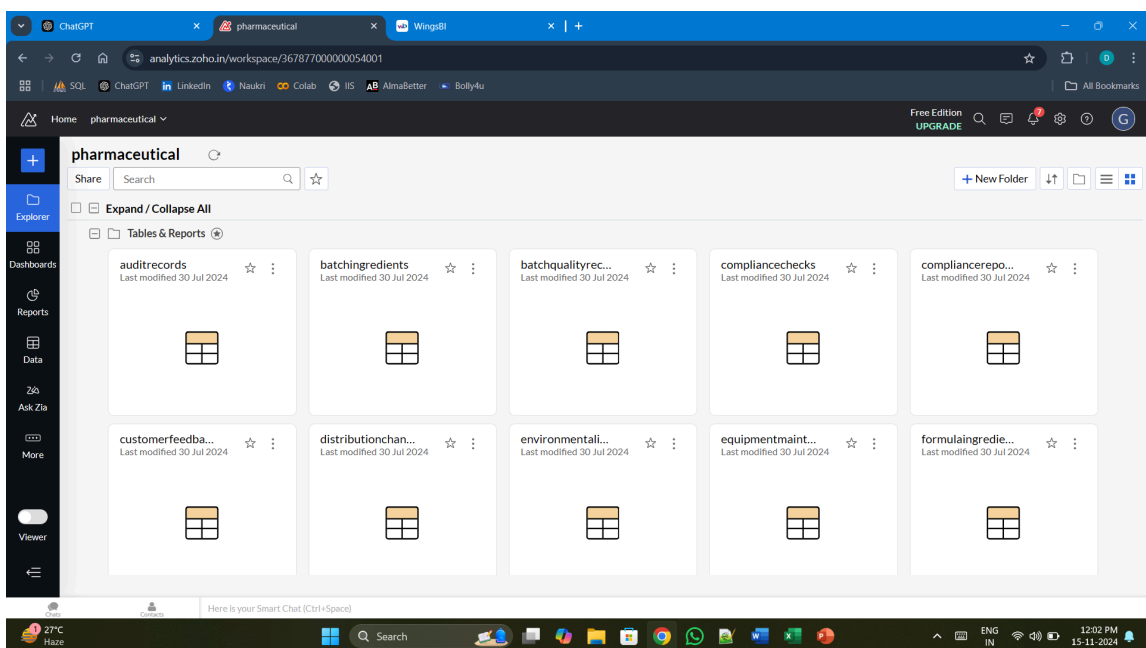 ChatGPT
pharmaceutical
WingsBI
analytics.zoho.in/workspace/367877000000054001
SQL ChatGPT LinkedIn Naukri Colab IIS AlmaBetter Bolly4u All Bookmarks
Home pharmaceutical
Free Edition
UPGRADE
7
G
pharmaceutical
Share Search
+ New Folder
Expand / Collapse All
Tables & Reports
Explorer
Dashboards
Reports
Data
Ask Zia
More
Viewer
auditrecords
Last modified 30 Jul 2024
batchingredients
Last modified 30 Jul 2024
batchqualityrec...
Last modified 30 Jul 2024
compliancechecks
Last modified 30 Jul 2024
compliancerepo...
Last modified 30 Jul 2024
customerfeedba...
Last modified 30 Jul 2024
distributionchan...
Last modified 30 Jul 2024
environmentali...
Last modified 30 Jul 2024
equipmentmaint...
Last modified 30 Jul 2024
formulaingredie...
Last modified 30 Jul 2024
Chats Contacts Here is your Smart Chat (Ctrl+Space)
1
27°C
Haze
Search
ENG
IN
12:02 PM
15-11-2024